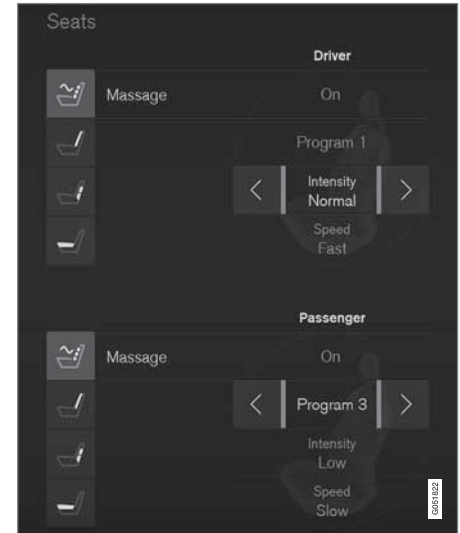 Seats
Driver
Massage On
Program 1
Intensity
Normal
Speed
Fast
Passenger
Massage On
Program 3
Intensity
Low
Speed
Slow
G051822